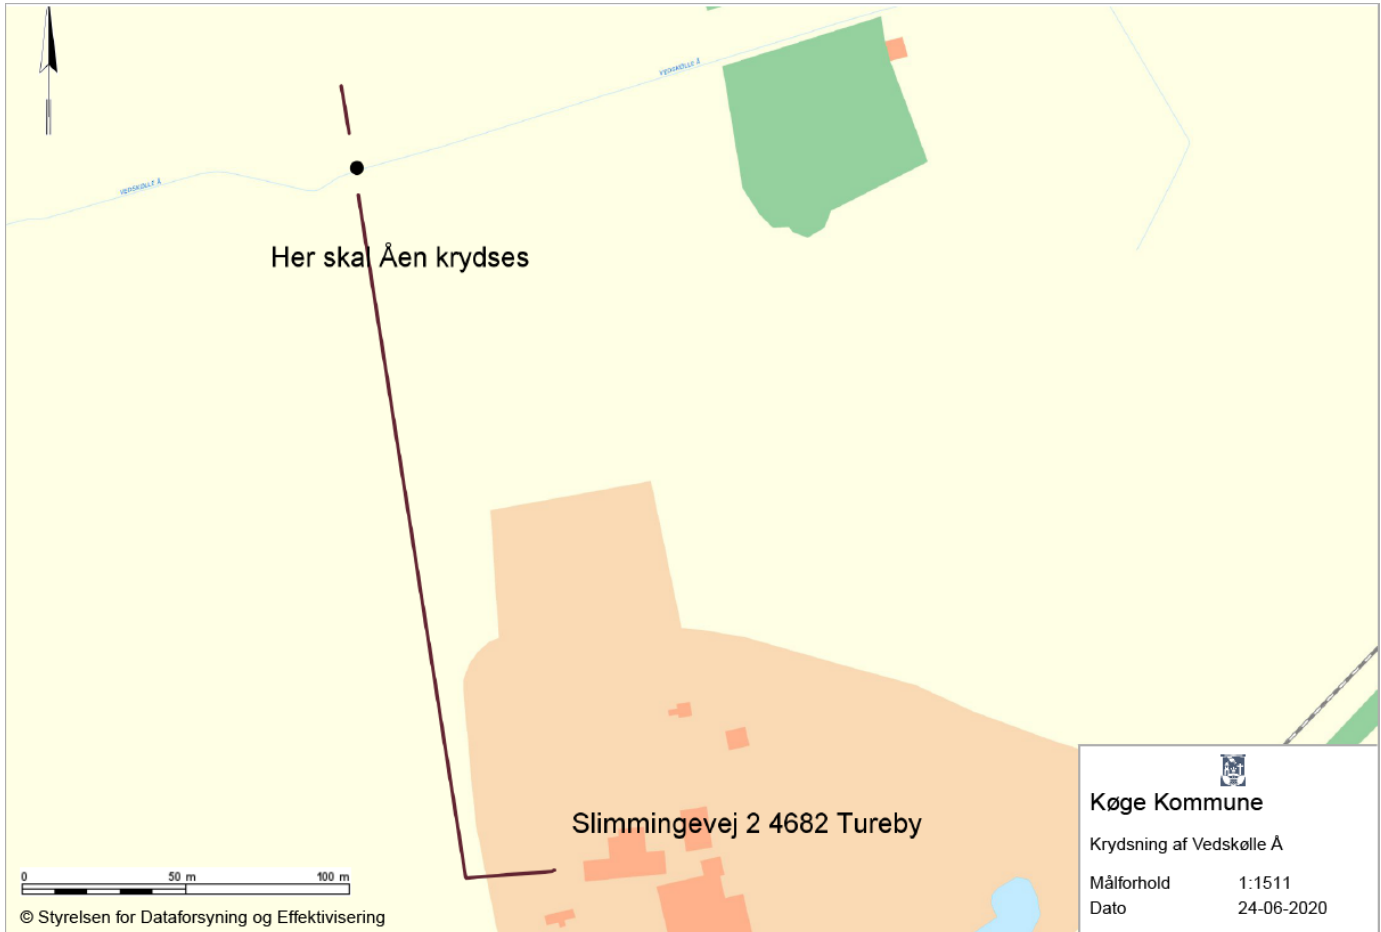 VEDSKØLLE Å
VEDSKØLLE Å
Her skal Åen krydses
Slimmingevej 2 4682 Tureby
Køge Kommune
Krydsning af Vedskølle Å
Målforhold 1:1511
Dato 24-06-2020
0 50 m 100 m
© Styrelsen for Dataforsyning og Effektivisering